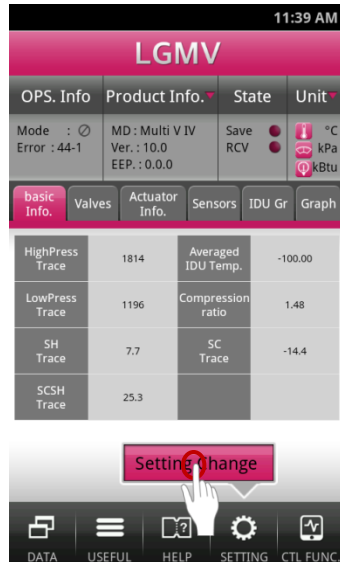 11:39 AM
LGMV
OPS. Info Product Info. State Unit
Mode : ∅ MD : Multi V IV Save °C
Error : 44-1 Ver. : 10.0 RCV kPa
EEP. : 0.0.0 kBtu
basic Info. Valves Actuator Info. Sensors IDU Gr Graph
HighPress Trace 1814 Averaged IDU Temp. -100.00
LowPress Trace 1196 Compression ratio 1.48
SH Trace 7.7 SC Trace -14.4
SCSH Trace 25.3
Setting Change
DATA USEFUL HELP SETTING CTL FUNC.